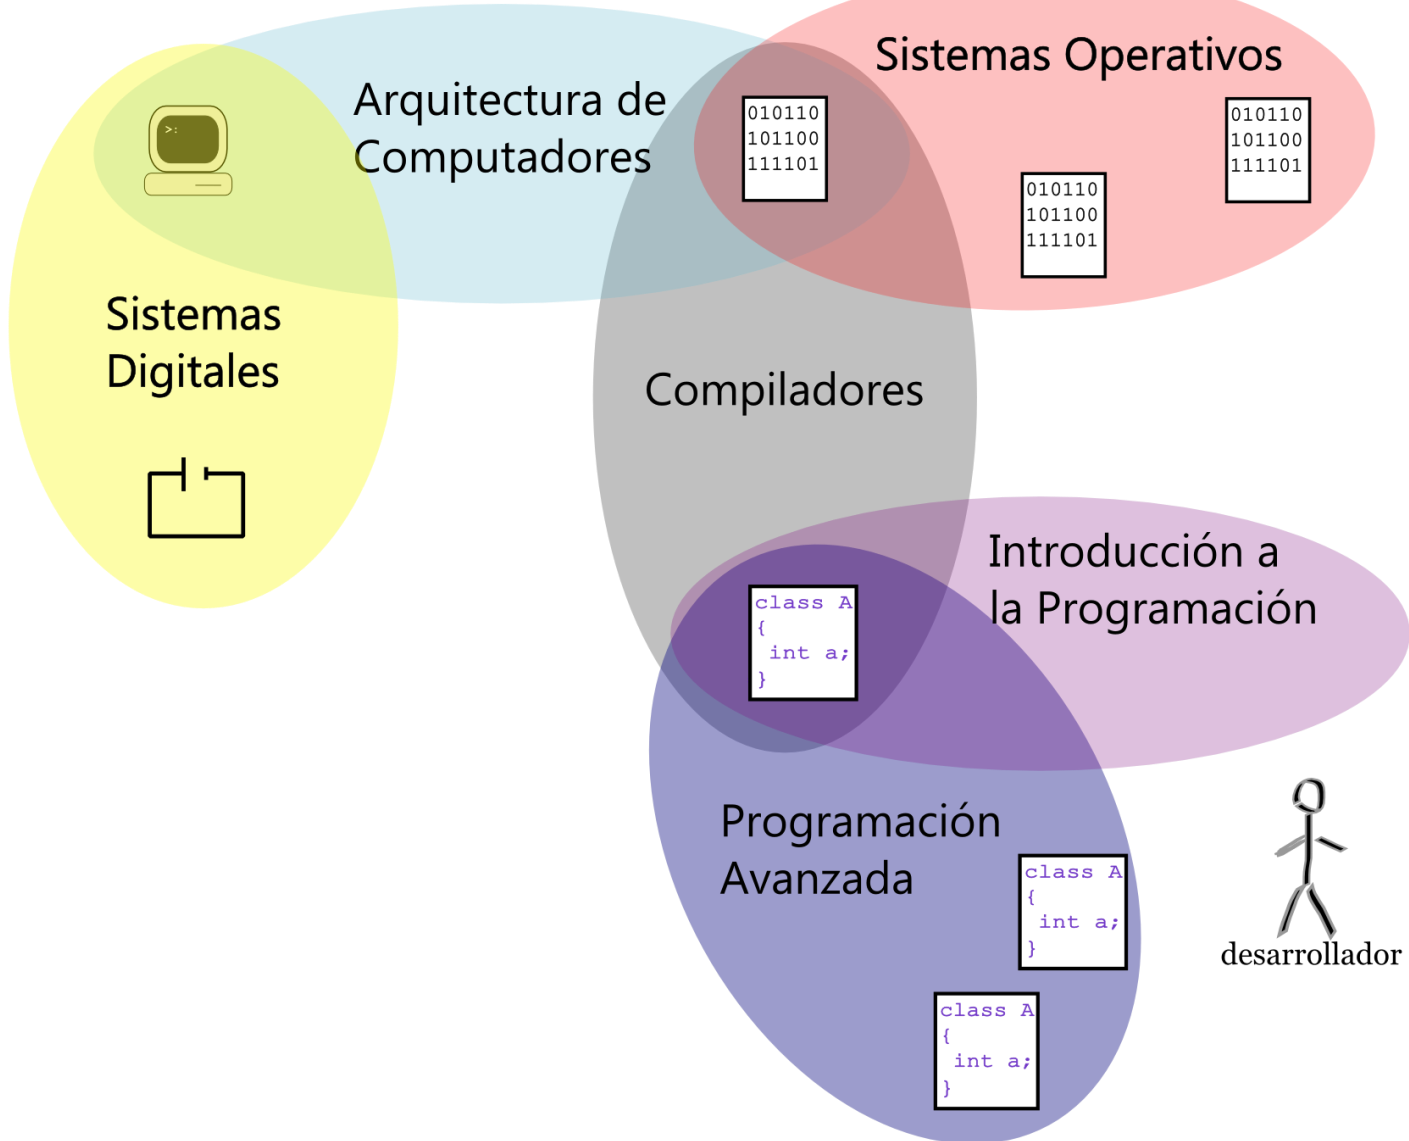 Sistemas Operativos
Arquitectura de
Computadores
>:
010110
101100
111101
010110
101100
111101
010110
101100
111101
Sistemas
Digitales
Compiladores
Introducción a
la Programación
class A
{
int a;
}
Programación
Avanzada
class A
{
int a;
}
desarrollador
class A
{
int a;
}